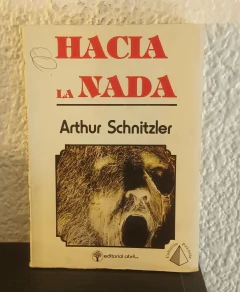 HACIA
LA NADA
Arthur Schnitzler
editorial abril